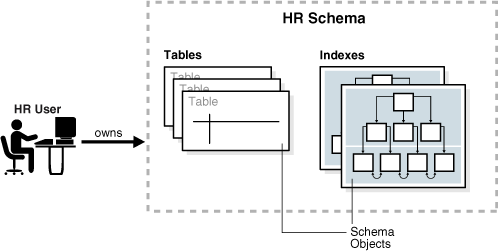 HR Schema
Tables
Indexes
Table
Table
Table
HR User
owns
Schema
Objects